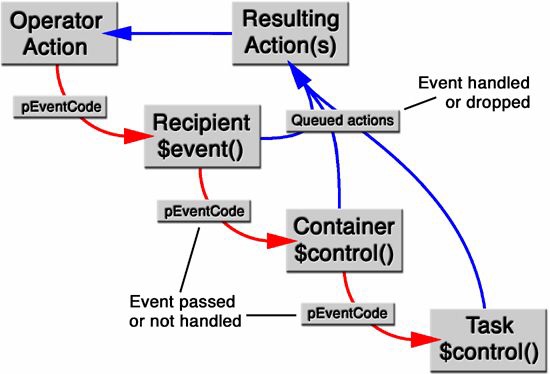 Operator
Action
Resulting
Action(s)
pEventCode
Event handled
or dropped
Recipient
$event()
Queued actions
pEventCode
Container
$control()
Event passed
or not handled
pEventCode
Task
$control()